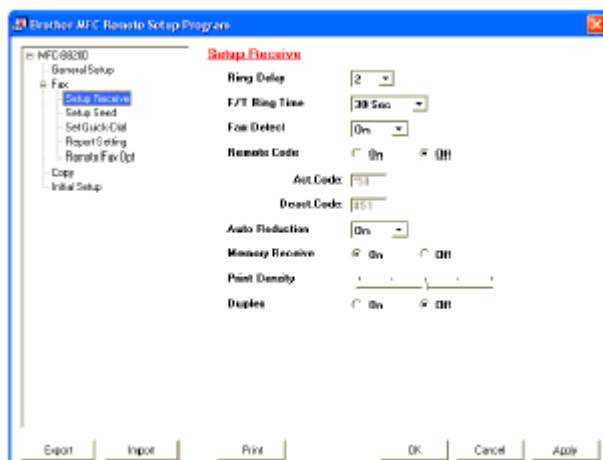 Brother MFC Remote Setup Program
General Setup
Fax
Setup Receive
Setup Send
Set Quick-Dial
Report Setting
Remote Fax Opt
Copy
Initial Setup
Setup Receive
Ring Delay 2
F/T Ring Time 30 Sec
Fax Detect On
Remote Code On Off
Act.Code:
Deact.Code:
Auto Reduction On
Memory Receive On Off
Print Density
Duplex On Off
Export Import Print OK Cancel Apply